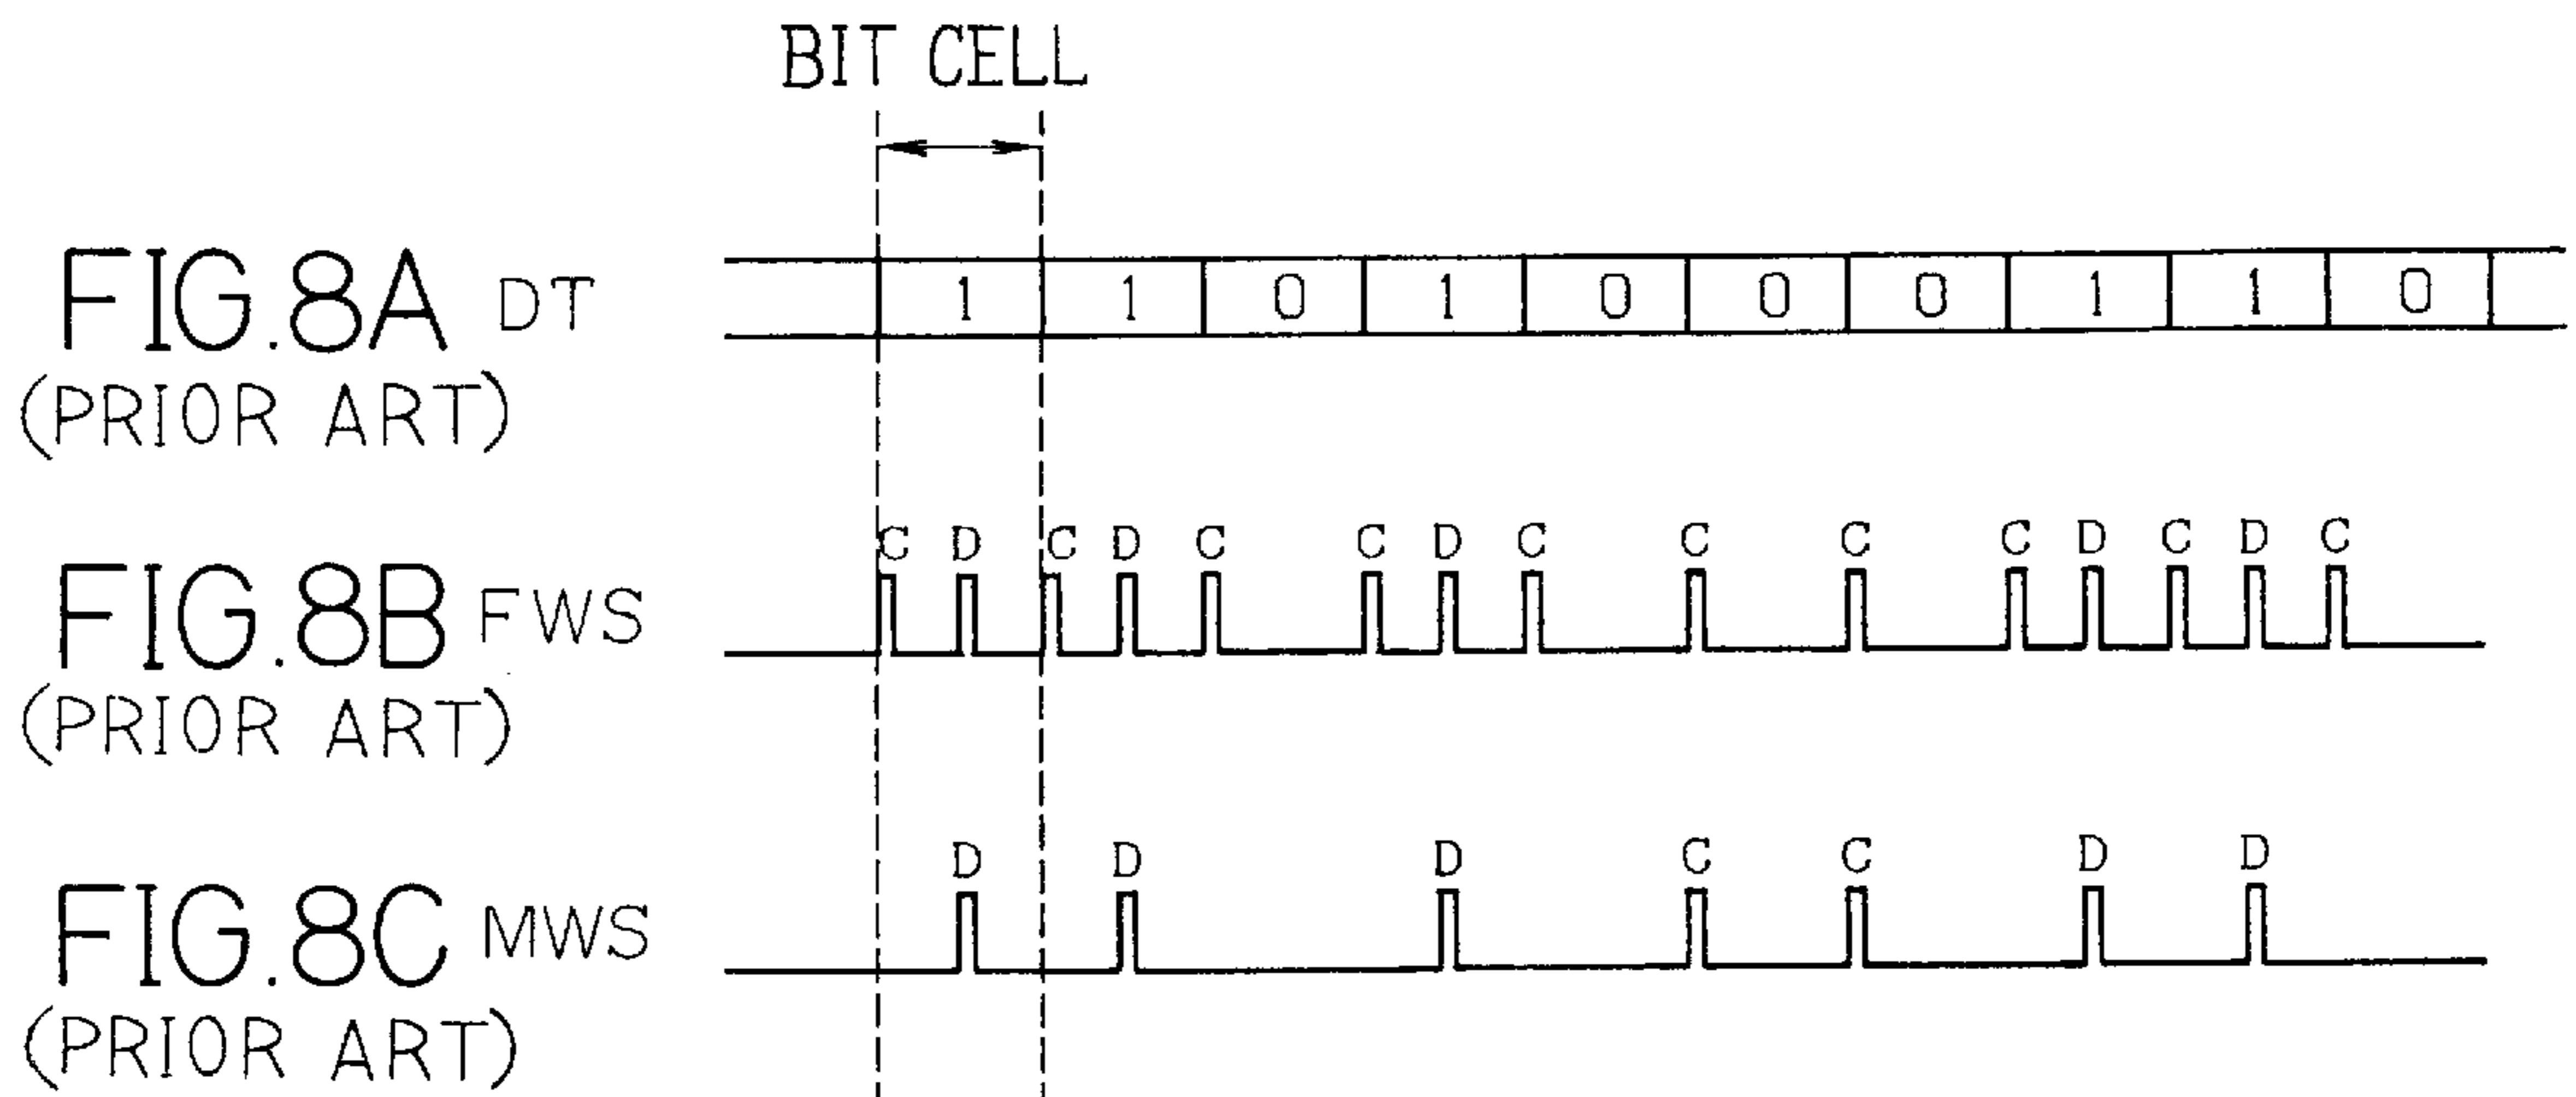 BIT CELL
FIG.8A DT 1 1 0 1 0 0 0 1 1 0
(PRIOR ART)
C D C D C C D C C C C D C D C
FIG.8B FWS
(PRIOR ART)
D D D C C D D
FIG.8C MWS
(PRIOR ART)